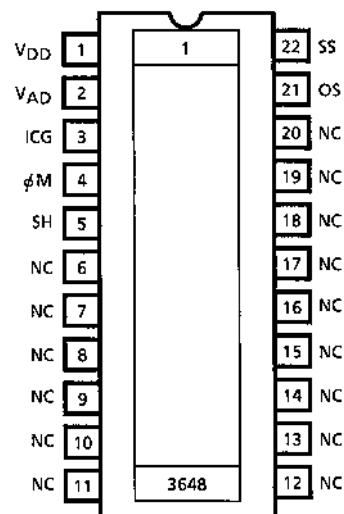 VDD 1 1 22 SS
VAD 2 21 OS
ICG 3 20 NC
ϕM 4 19 NC
SH 5 18 NC
NC 6 17 NC
NC 7 16 NC
NC 8 15 NC
NC 9 14 NC
NC 10 13 NC
NC 11 3648 12 NC